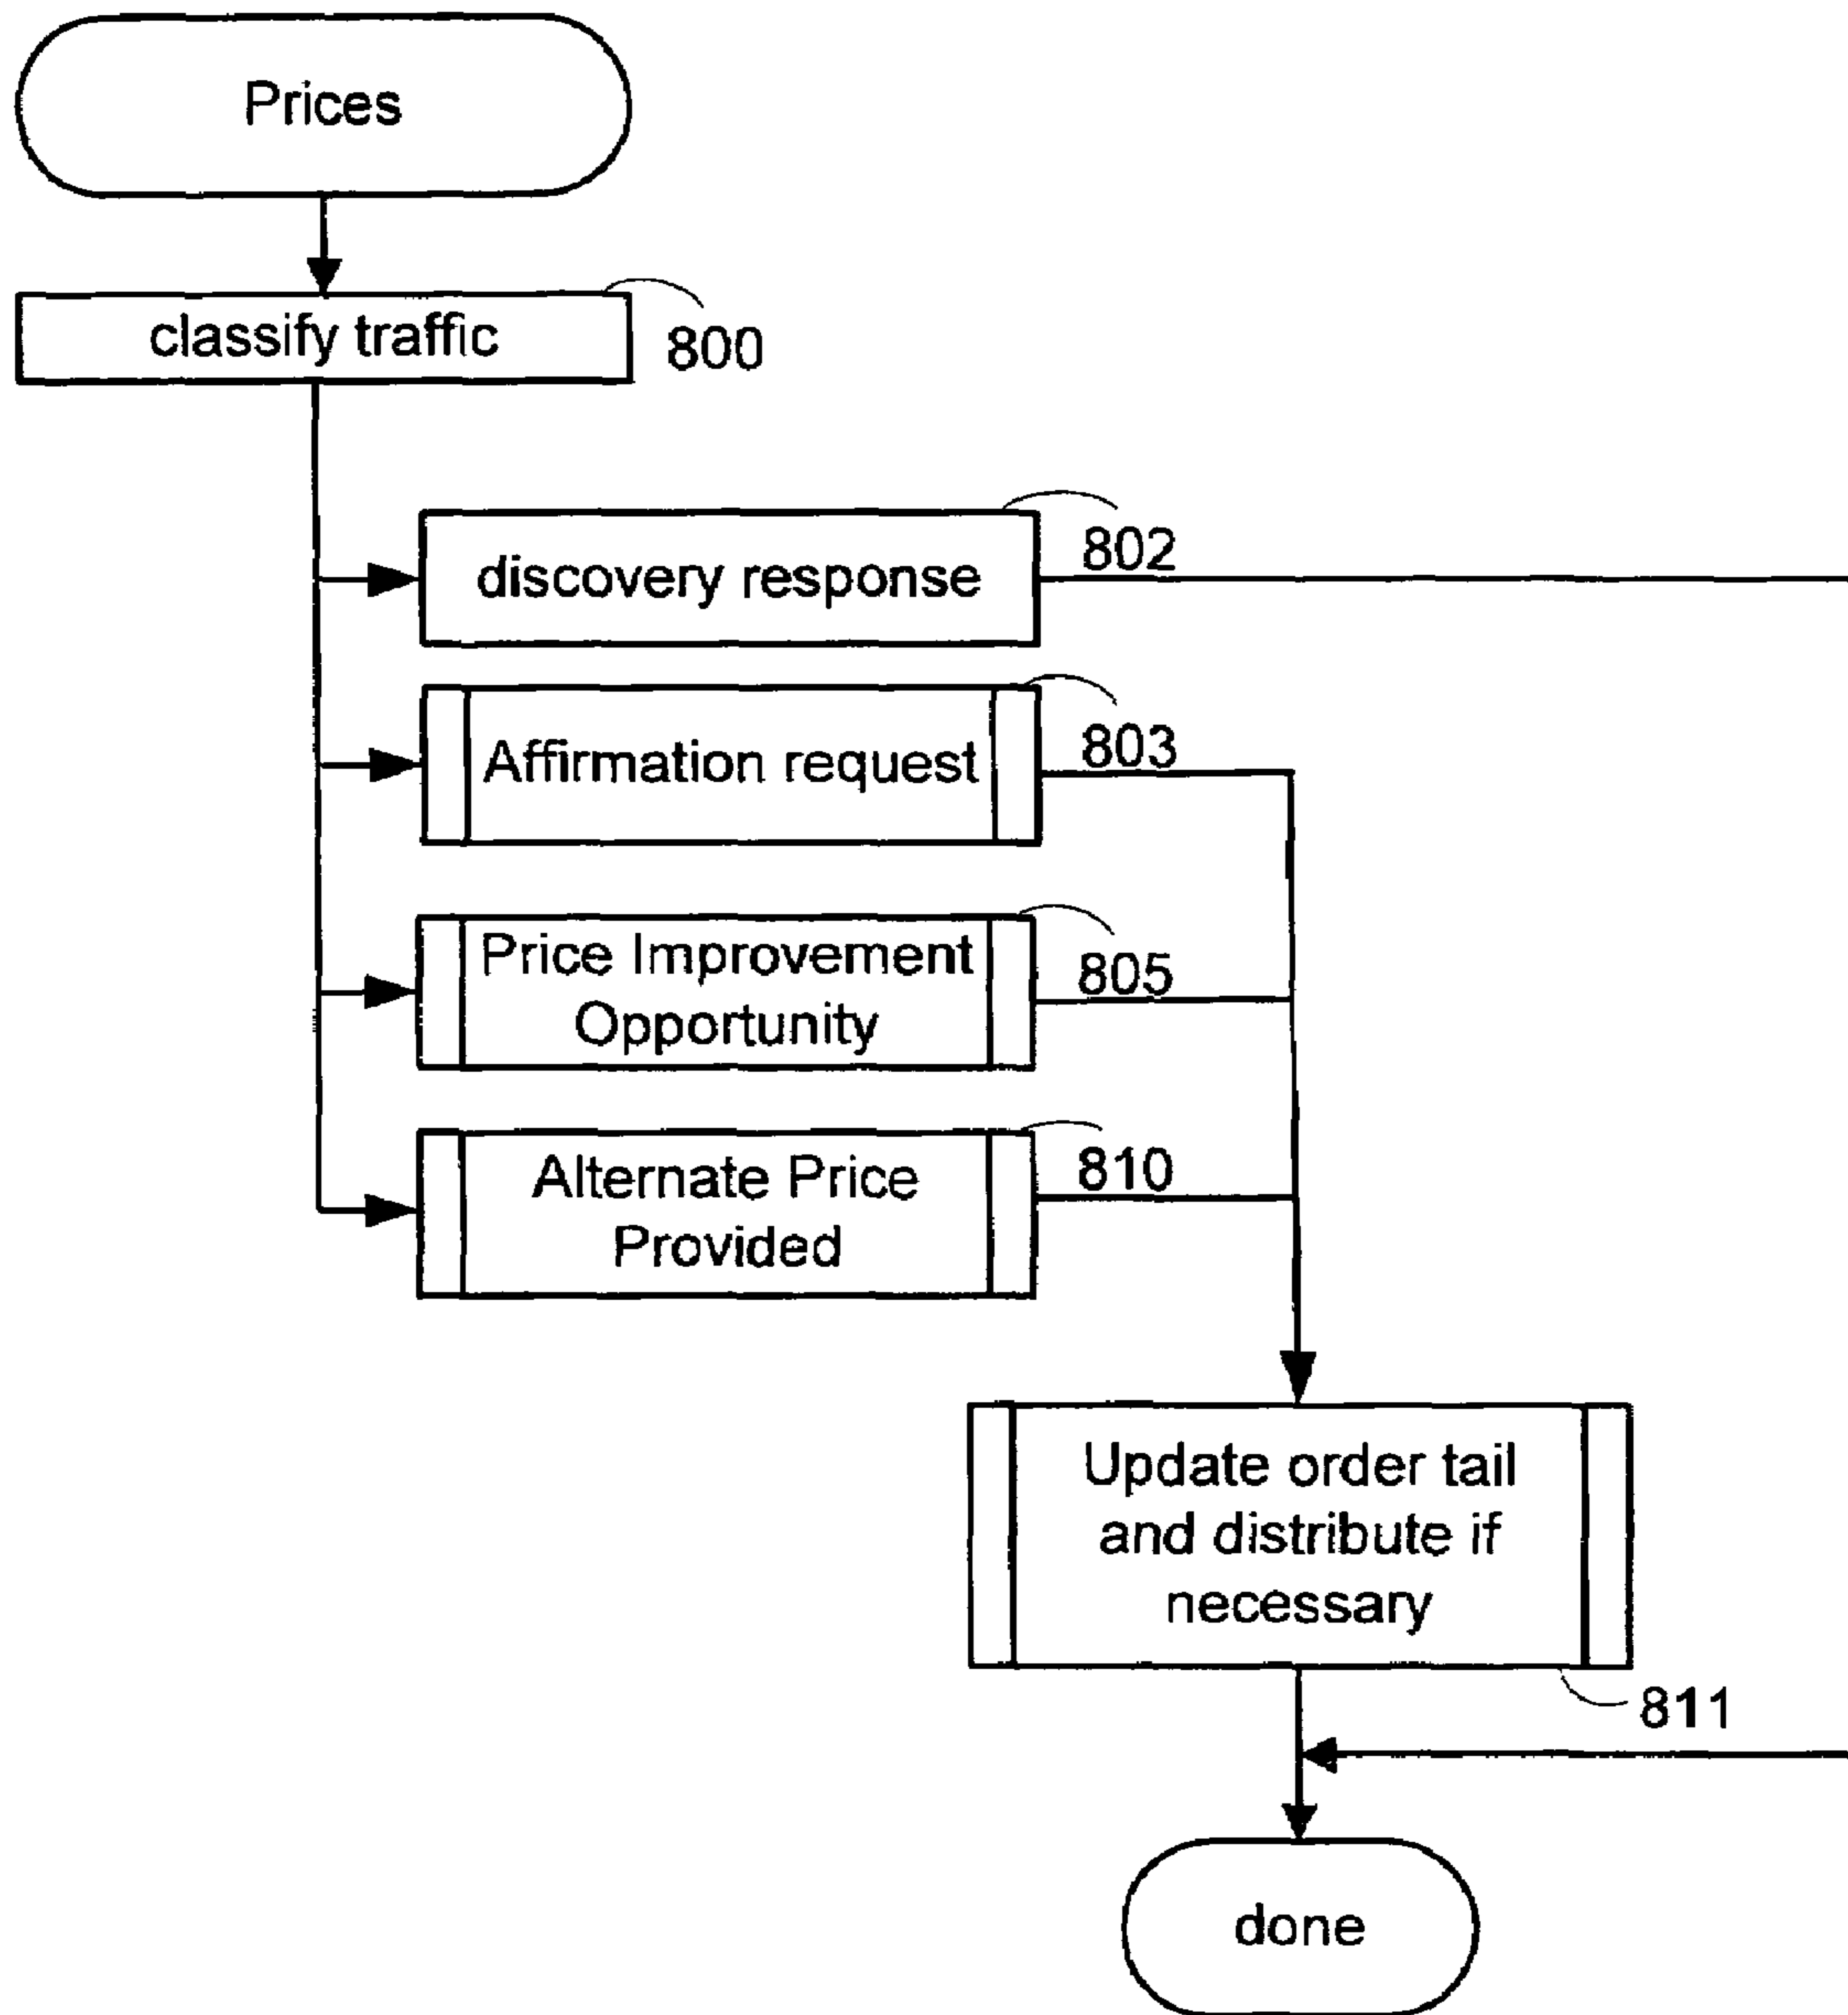 Prices
classify traffic
800
discovery response
802
Affirmation request
803
Price Improvement
Opportunity
805
Alternate Price
Provided
810
Update order tail
and distribute if
necessary
811
done